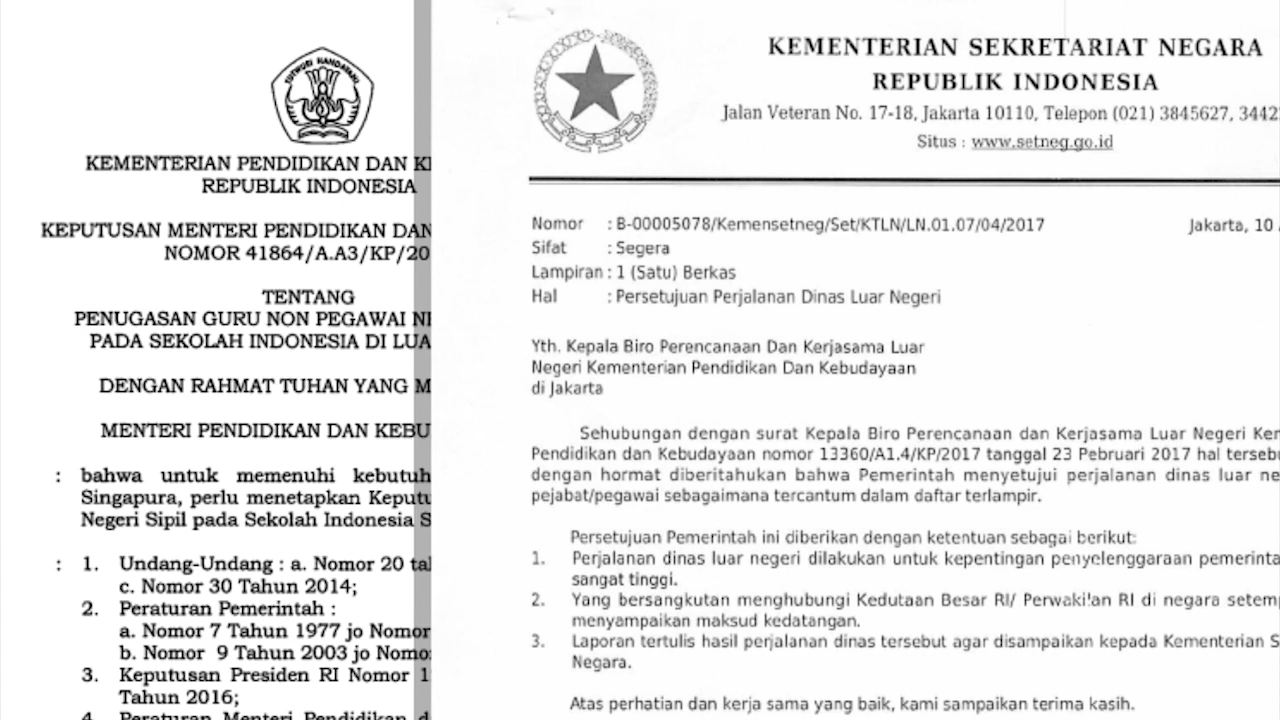 TUTWURI HANDAYANI
KEMENTERIAN PENDIDIKAN DAN
REPUBLIK INDONESIA
KEPUTUSAN MENTERI PENDIDIKAN DAN
NOMOR 41864/A.A3/KP/20
TENTANG
PENUGASAN GURU NON PEGAWAI
PADA SEKOLAH INDONESIA DI LUA
DENGAN RAHMAT TUHAN YANG M
MENTERI PENDIDIKAN DAN KEBU
: bahwa untuk memenuhi kebutuh
Singapura, perlu menetapkan Keputu
Negeri Sipil pada Sekolah Indonesia S
: 1. Undang-Undang : a. Nomor 20 ta
c. Nomor 30 Tahun 2014;
2. Peraturan Pemerintah :
a. Nomor 7 Tahun 1977 jo Nomor
b. Nomor 9 Tahun 2003 jo Nomo
3. Keputusan Presiden RI Nomor 1
Tahun 2016;
4. Peraturan Menteri Pendidikan d
KEMENTERIAN SEKRETARIAT NEGARA
REPUBLIK INDONESIA
Jalan Veteran No. 17-18, Jakarta 10110, Telepon (021) 3845627, 3442
Situs : www.setneg.go.id
Nomor : B-00005078/Kemensetneg/Set/KTLN/LN.01.07/04/2017 Jakarta, 10
Sifat : Segera
Lampiran : 1 (Satu) Berkas
Hal : Persetujuan Perjalanan Dinas Luar Negeri
Yth. Kepala Biro Perencanaan Dan Kerjasama Luar
Negeri Kementerian Pendidikan Dan Kebudayaan
di Jakarta
Sehubungan dengan surat Kepala Biro Perencanaan dan Kerjasama Luar Negeri Kem
Pendidikan dan Kebudayaan nomor 13360/A1.4/KP/2017 tanggal 23 Pebruari 2017 hal tersebu
dengan hormat diberitahukan bahwa Pemerintah menyetujui perjalanan dinas luar ne
pejabat/pegawai sebagaimana tercantum dalam daftar terlampir.
Persetujuan Pemerintah ini diberikan dengan ketentuan sebagai berikut:
1. Perjalanan dinas luar negeri dilakukan untuk kepentingan penyelenggaraan pemerinta
sangat tinggi.
2. Yang bersangkutan menghubungi Kedutaan Besar RI/ Perwakilan RI di negara setemp
menyampaikan maksud kedatangan.
3. Laporan tertulis hasil perjalanan dinas tersebut agar disampaikan kepada Kementerian S
Negara.
Atas perhatian dan kerja sama yang baik, kami sampaikan terima kasih.